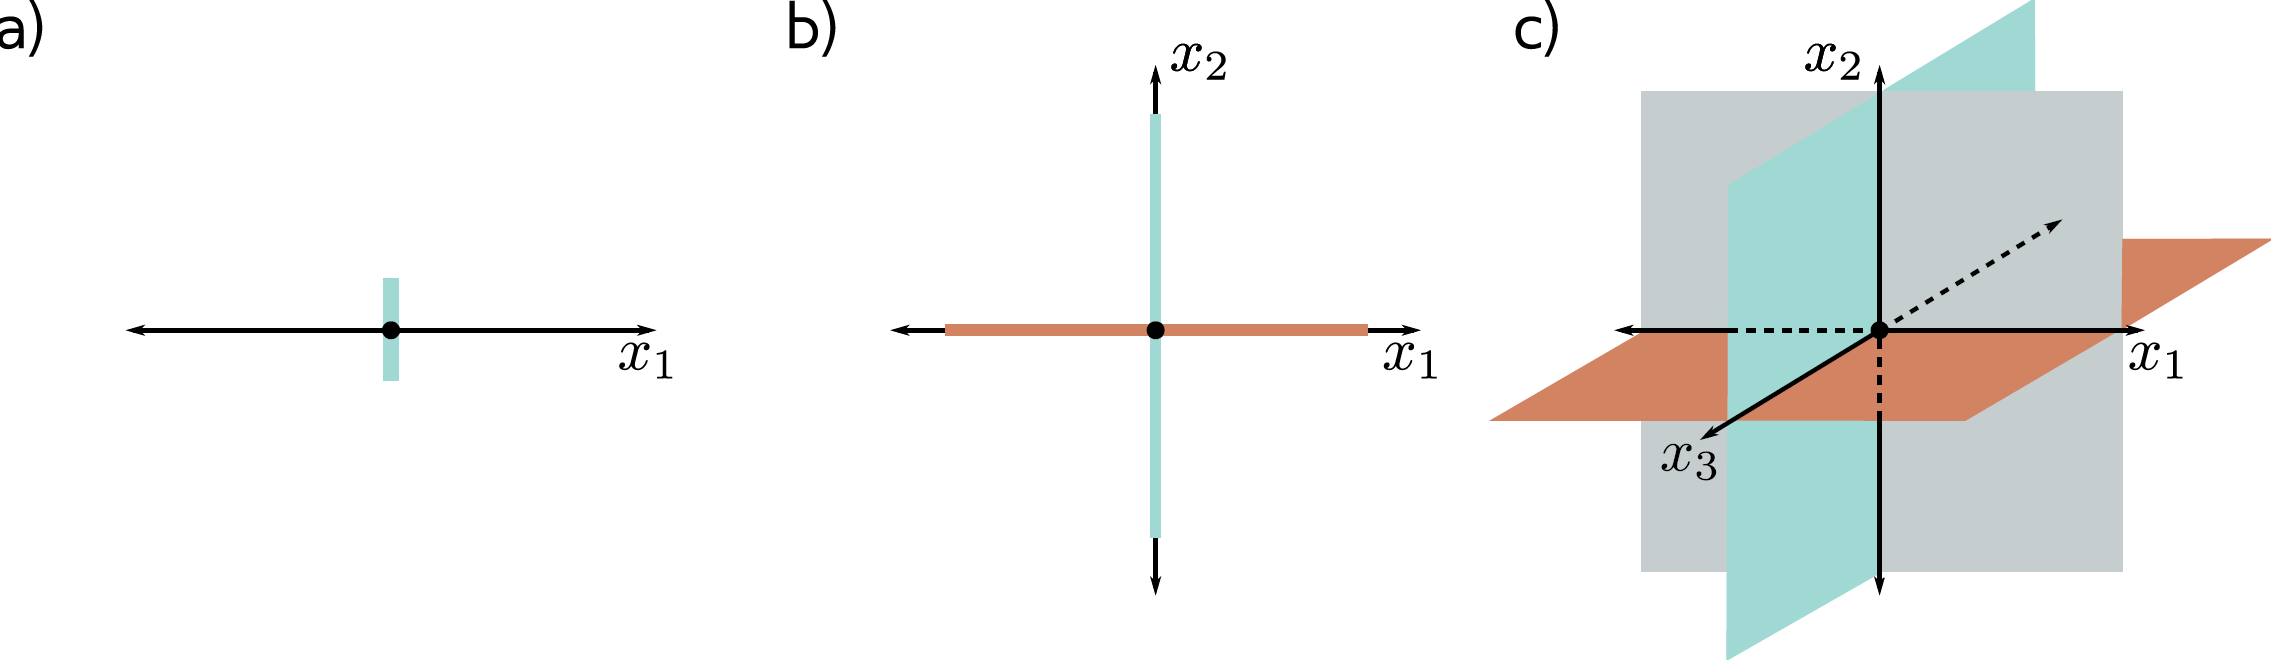 a)
x₁
b)
x₂
x₁
c)
x₂
x₁
x₃